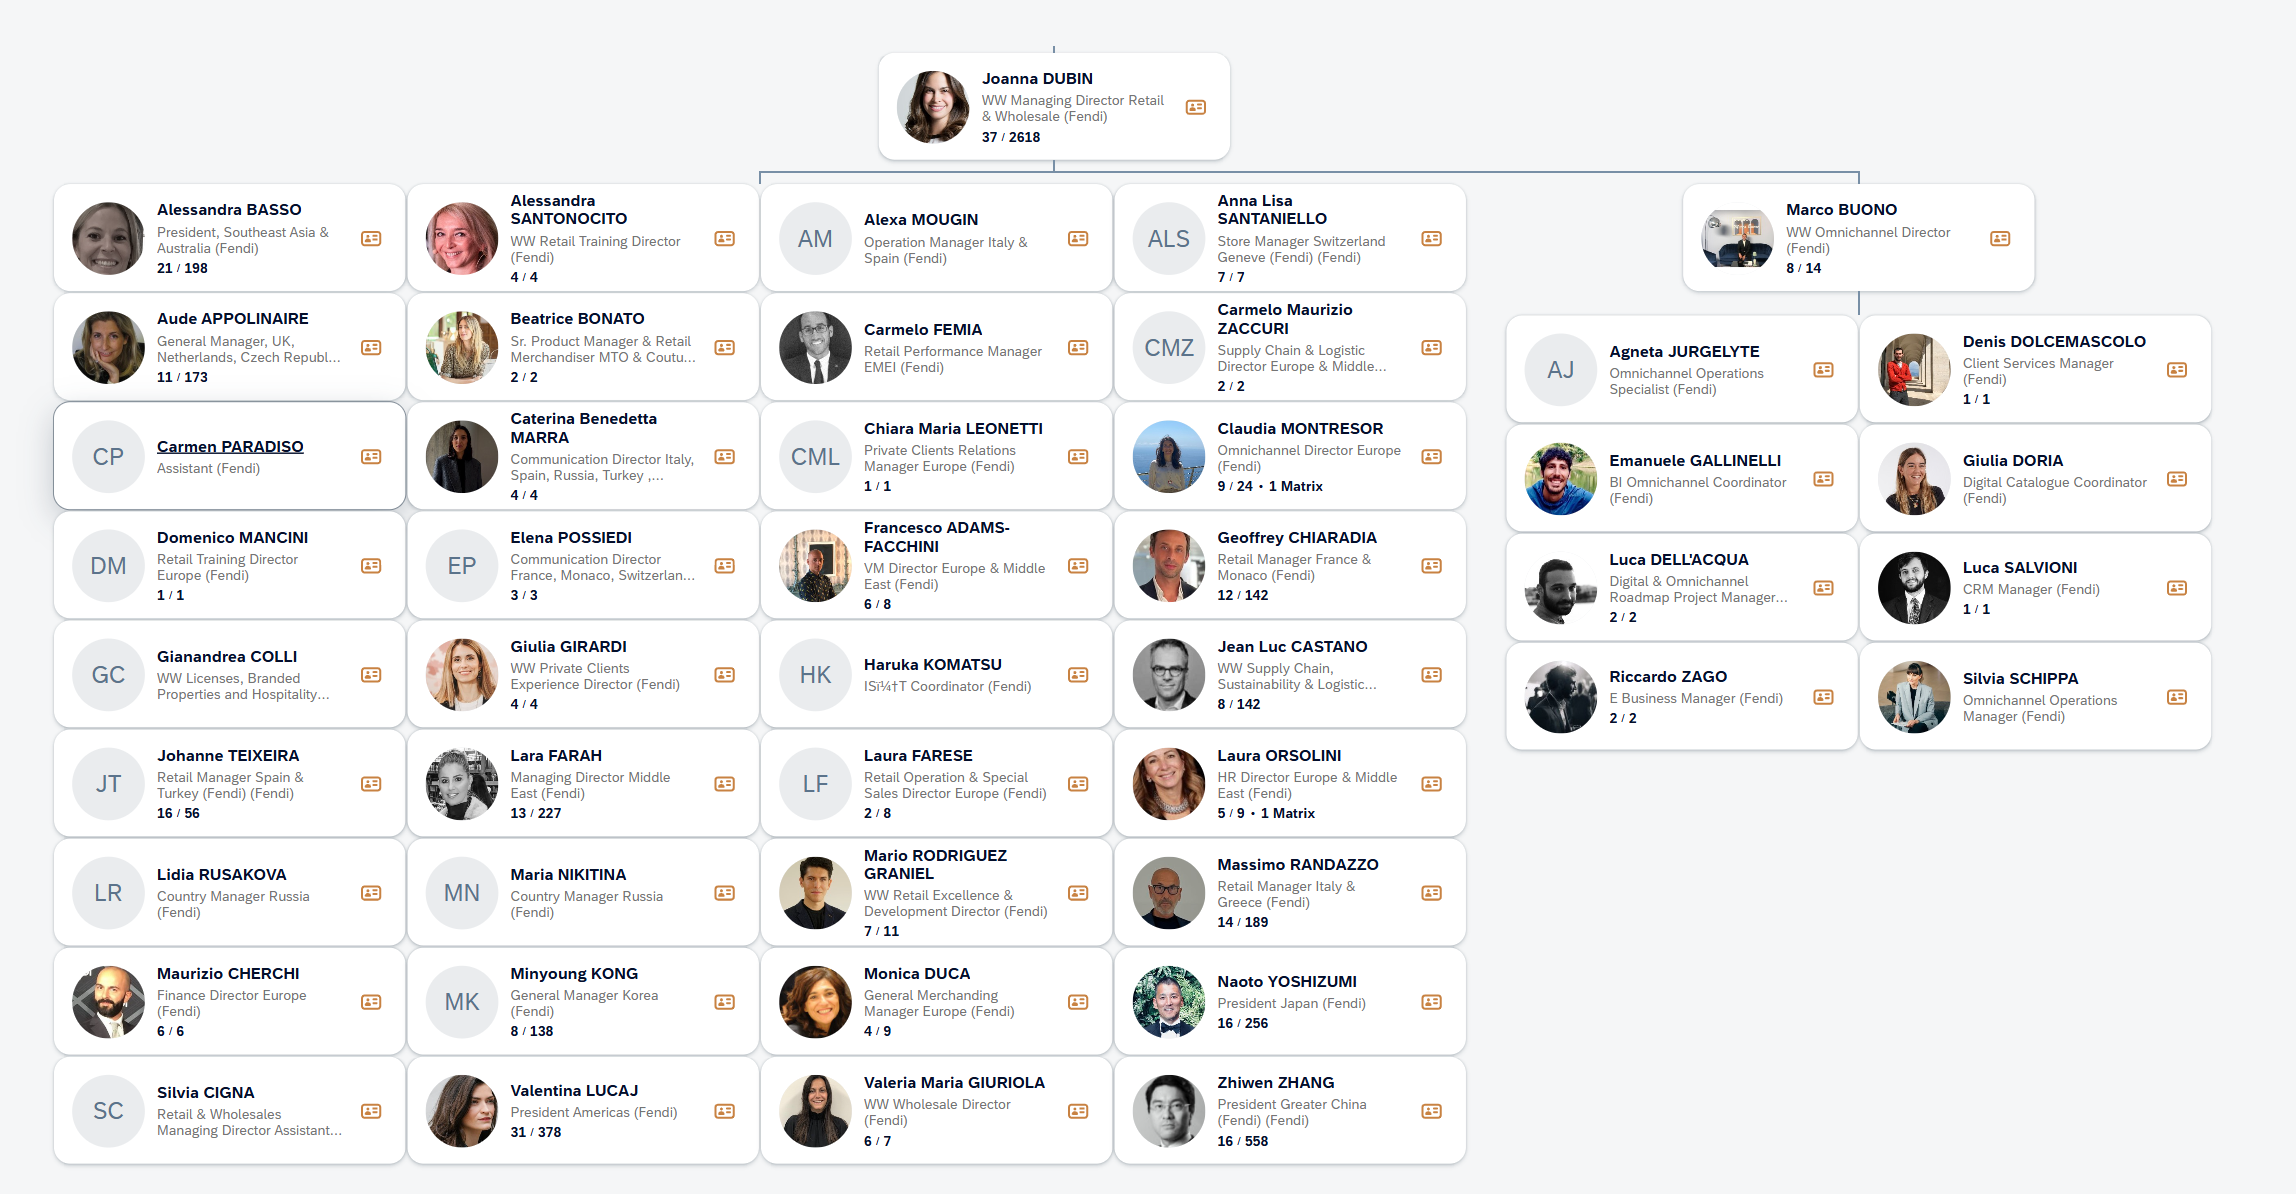 Joanna DUBIN
WW Managing Director Retail
& Wholesale (Fendi)
37 / 2618
Alessandra BASSO
President, Southeast Asia &
Australia (Fendi)
21 / 198
Alessandra
SANTONOCITO
WW Retail Training Director
(Fendi)
4 / 4
AM
Alexa MOUGIN
Operation Manager Italy &
Spain (Fendi)
ALS
Anna Lisa
SANTANIELLO
Store Manager Switzerland
Geneve (Fendi) (Fendi)
7 / 7
Marco BUONO
WW Omnichannel Director
(Fendi)
8 / 14
Aude APPOLINAIRE
General Manager, UK,
Netherlands, Czech Republ...
11 / 173
Beatrice BONATO
Sr. Product Manager & Retail
Merchandiser MTO & Coutu...
2 / 2
Carmelo FEMIA
Retail Performance Manager
EMEI (Fendi)
CMZ
Carmelo Maurizio
ZACCURI
Supply Chain & Logistic
Director Europe & Middle...
2 / 2
CP
Carmen PARADISO
Assistant (Fendi)
Caterina Benedetta
MARRA
Communication Director Italy,
Spain, Russia, Turkey ,...
4 / 4
CML
Chiara Maria LEONETTI
Private Clients Relations
Manager Europe (Fendi)
1 / 1
Claudia MONTRESOR
Omnichannel Director Europe
(Fendi)
9 / 24 • 1 Matrix
DM
Domenico MANCINI
Retail Training Director
Europe (Fendi)
1 / 1
EP
Elena POSSIEDI
Communication Director
France, Monaco, Switzerlan...
3 / 3
Francesco ADAMS-
FACCHINI
VM Director Europe & Middle
East (Fendi)
6 / 8
Geoffrey CHIARADIA
Retail Manager France &
Monaco (Fendi)
12 / 142
GC
Gianandrea COLLI
WW Licenses, Branded
Properties and Hospitality...
Giulia GIRARDI
WW Private Clients
Experience Director (Fendi)
4 / 4
HK
Haruka KOMATSU
ISï¼†T Coordinator (Fendi)
Jean Luc CASTANO
WW Supply Chain,
Sustainability & Logistic...
8 / 142
JT
Johanne TEIXEIRA
Retail Manager Spain &
Turkey (Fendi) (Fendi)
16 / 56
Lara FARAH
Managing Director Middle
East (Fendi)
13 / 227
LF
Laura FARESE
Retail Operation & Special
Sales Director Europe (Fendi)
2 / 8
Laura ORSOLINI
HR Director Europe & Middle
East (Fendi)
5 / 9 • 1 Matrix
LR
Lidia RUSAKOVA
Country Manager Russia
(Fendi)
MN
Maria NIKITINA
Country Manager Russia
(Fendi)
Mario RODRIGUEZ
GRANIEL
WW Retail Excellence &
Development Director (Fendi)
7 / 11
Massimo RANDAZZO
Retail Manager Italy &
Greece (Fendi)
14 / 189
Maurizio CHERCHI
Finance Director Europe
(Fendi)
6 / 6
MK
Minyoung KONG
General Manager Korea
(Fendi)
8 / 138
Monica DUCA
General Merchanding
Manager Europe (Fendi)
4 / 9
Naoto YOSHIZUMI
President Japan (Fendi)
16 / 256
SC
Silvia CIGNA
Retail & Wholesales
Managing Director Assistant...
Valentina LUCAJ
President Americas (Fendi)
31 / 378
Valeria Maria GIURIOLA
WW Wholesale Director
(Fendi)
6 / 7
Zhiwen ZHANG
President Greater China
(Fendi) (Fendi)
16 / 558
AJ
Agneta JURGELYTE
Omnichannel Operations
Specialist (Fendi)
Denis DOLCEMASCOLO
Client Services Manager
(Fendi)
1 / 1
Emanuele GALLINELLI
BI Omnichannel Coordinator
(Fendi)
Giulia DORIA
Digital Catalogue Coordinator
(Fendi)
Luca DELL'ACQUA
Digital & Omnichannel
Roadmap Project Manager...
2 / 2
Luca SALVIONI
CRM Manager (Fendi)
1 / 1
Riccardo ZAGO
E Business Manager (Fendi)
2 / 2
Silvia SCHIPPA
Omnichannel Operations
Manager (Fendi)